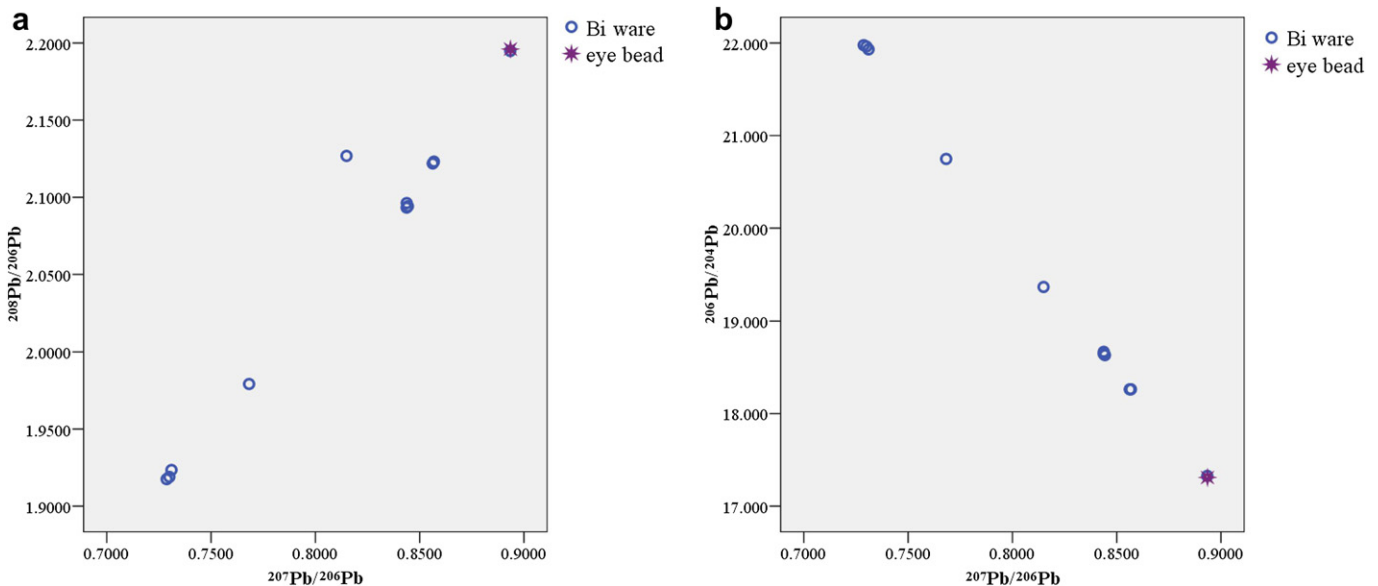 a
2.2000
2.1500
2.1000
2.0500
2.0000
1.9500
1.9000
²⁰⁸Pb/²⁰⁶Pb
0.7000 0.7500 0.8000 0.8500 0.9000
²⁰⁷Pb/²⁰⁶Pb
Bi ware
eye bead
b
22.000
21.000
20.000
19.000
18.000
17.000
²⁰⁶Pb/²⁰⁴Pb
0.7000 0.7500 0.8000 0.8500 0.9000
²⁰⁷Pb/²⁰⁶Pb
Bi ware
eye bead